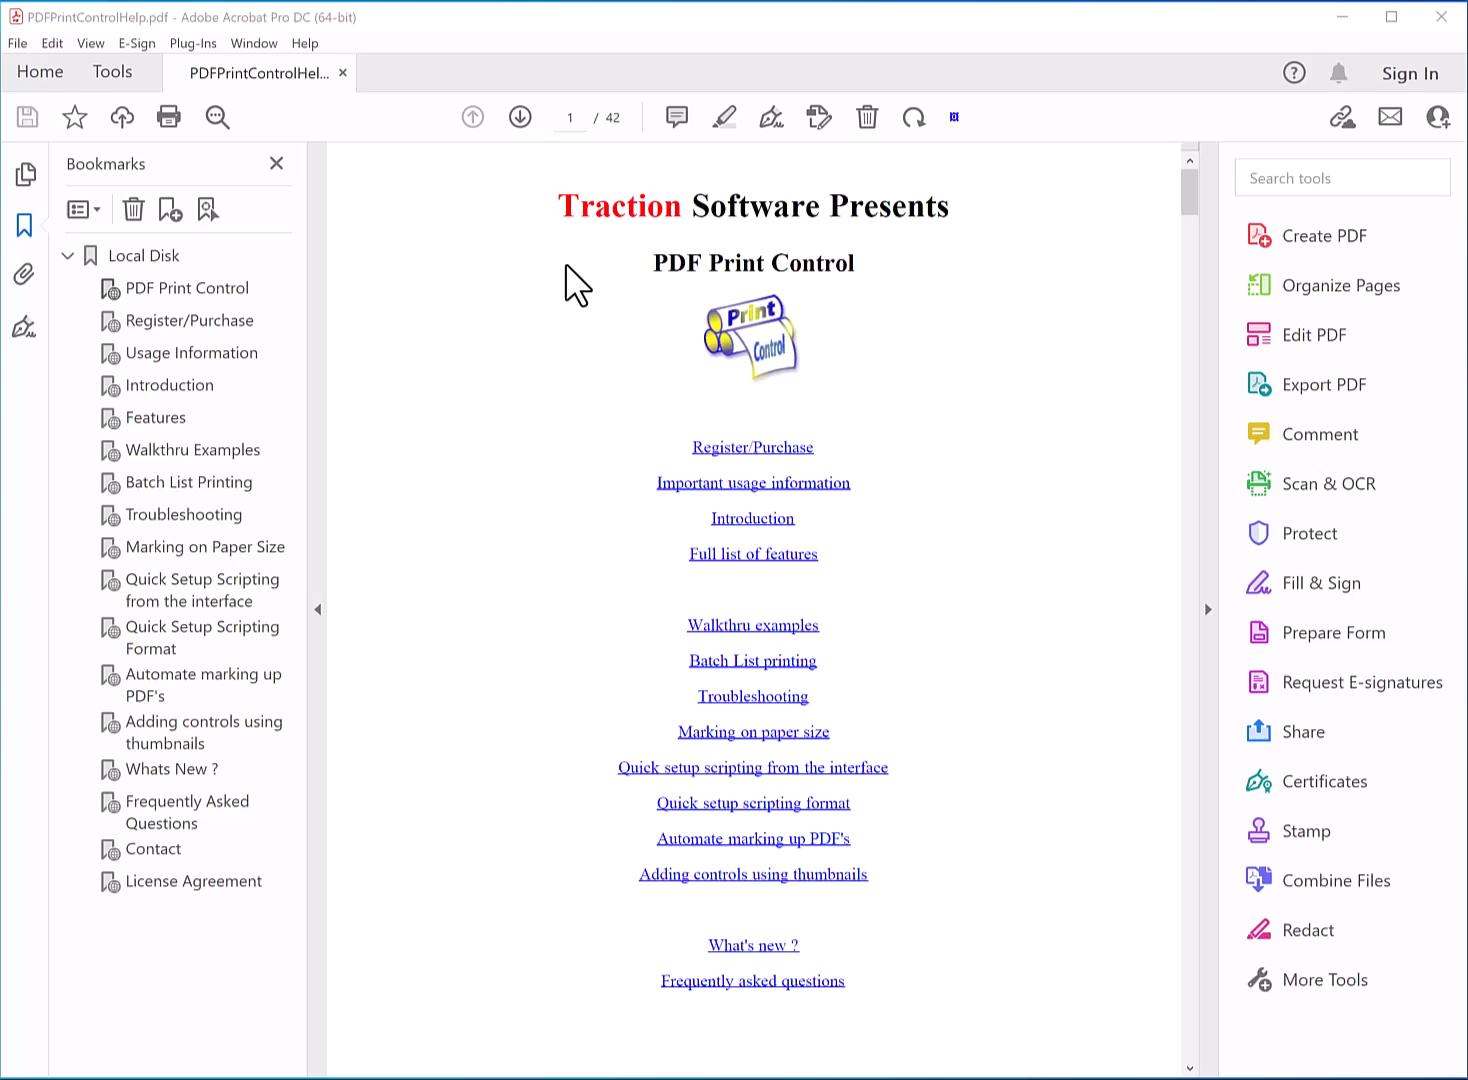 PDFPrintControlHelp.pdf - Adobe Acrobat Pro DC (64-bit)
File Edit View E-Sign Plug-Ins Window Help
Home Tools PDFPrintControlHel... × Sign In
1 / 42
Bookmarks
Local Disk
PDF Print Control
Register/Purchase
Usage Information
Introduction
Features
Walkthru Examples
Batch List Printing
Troubleshooting
Marking on Paper Size
Quick Setup Scripting
from the interface
Quick Setup Scripting
Format
Automate marking up
PDF's
Adding controls using
thumbnails
Whats New ?
Frequently Asked
Questions
Contact
License Agreement
Traction Software Presents
PDF Print Control
Print
Control
Register/Purchase
Important usage information
Introduction
Full list of features
Walkthru examples
Batch List printing
Troubleshooting
Marking on paper size
Quick setup scripting from the interface
Quick setup scripting format
Automate marking up PDF's
Adding controls using thumbnails
What's new ?
Frequently asked questions
Search tools
Create PDF
Organize Pages
Edit PDF
Export PDF
Comment
Scan & OCR
Protect
Fill & Sign
Prepare Form
Request E-signatures
Share
Certificates
Stamp
Combine Files
Redact
More Tools